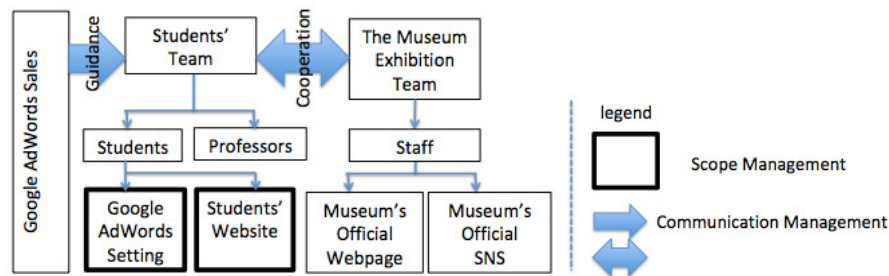 Google AdWords Sales
Guidance
Students'
Team
Cooperation
The Museum
Exhibition
Team
Students
Professors
Staff
Google
AdWords
Setting
Students'
Website
Museum's
Official
Webpage
Museum's
Official
SNS
legend
Scope Management
Communication Management